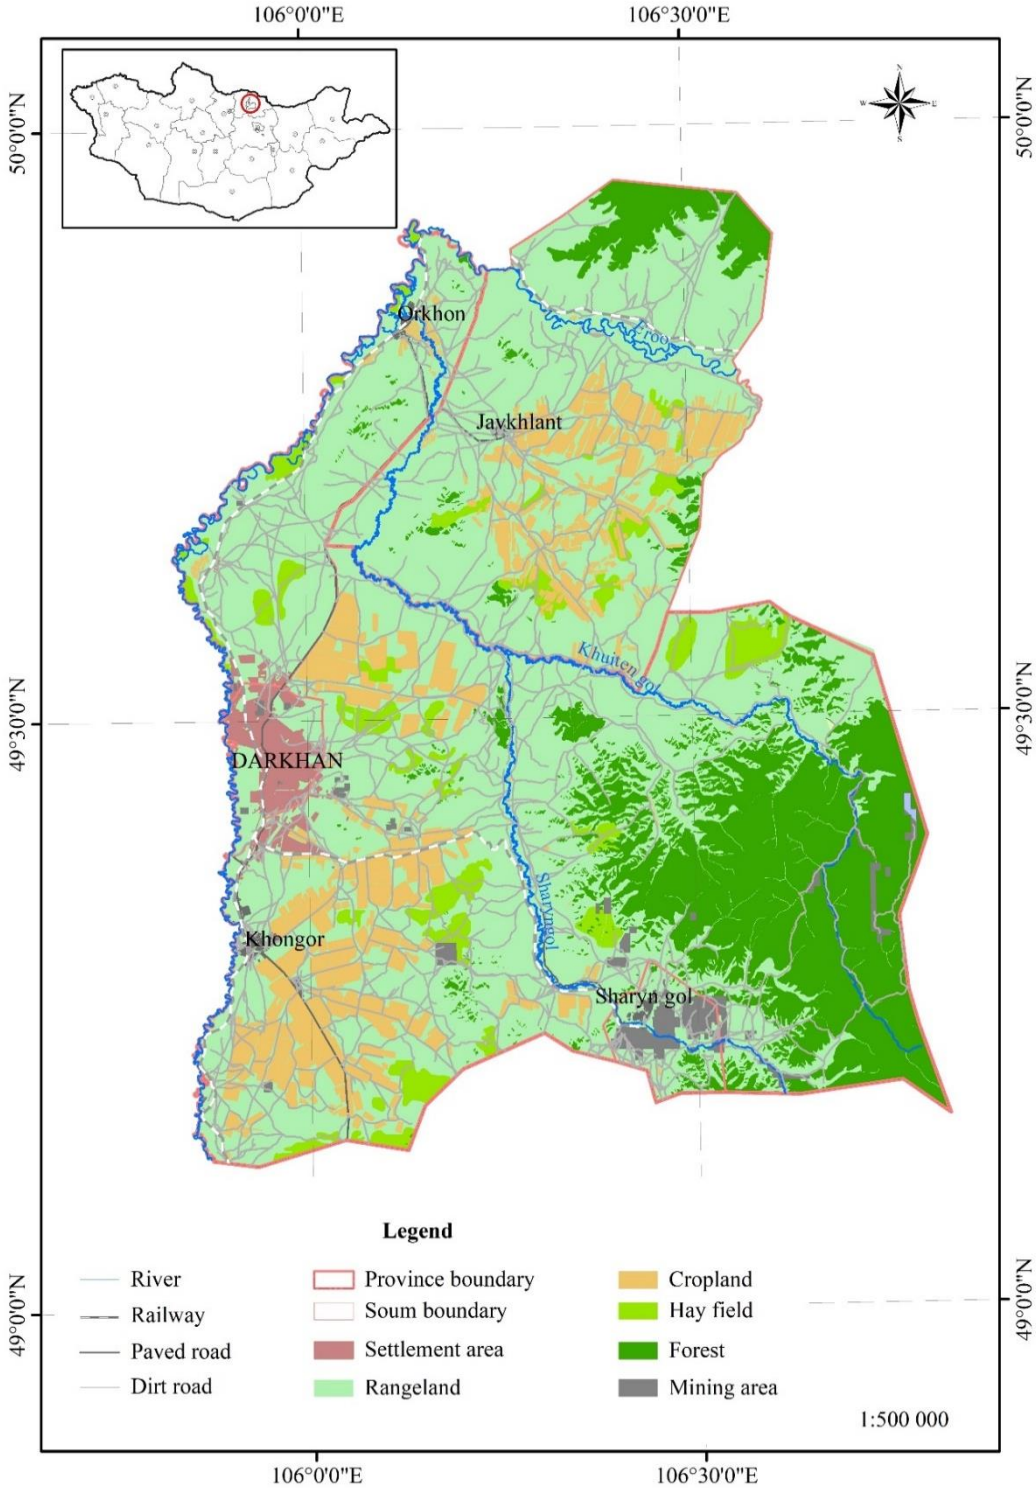 106°0'0"E
106°30'0"E
50°0'0"N
50°0'0"N
N
W
E
S
Orkhon
Eroo
Javkhlant
Khuiten gol
49°30'0"N
49°30'0"N
DARKHAN
Sharyngol
Khongor
Sharyn gol
Legend
River
Railway
Paved road
Dirt road
Province boundary
Soum boundary
Settlement area
Rangeland
Cropland
Hay field
Forest
Mining area
49°0'0"N
49°0'0"N
1:500 000
106°0'0"E
106°30'0"E